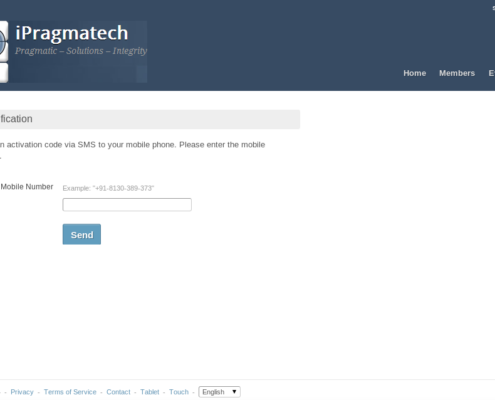 iPragmatech
Pragmatic – Solutions – Integrity
Home Members
fication
n activation code via SMS to your mobile phone. Please enter the mobile
Mobile Number
Example: "+91-8130-389-373"
Send
- Privacy - Terms of Service - Contact - Tablet - Touch - English